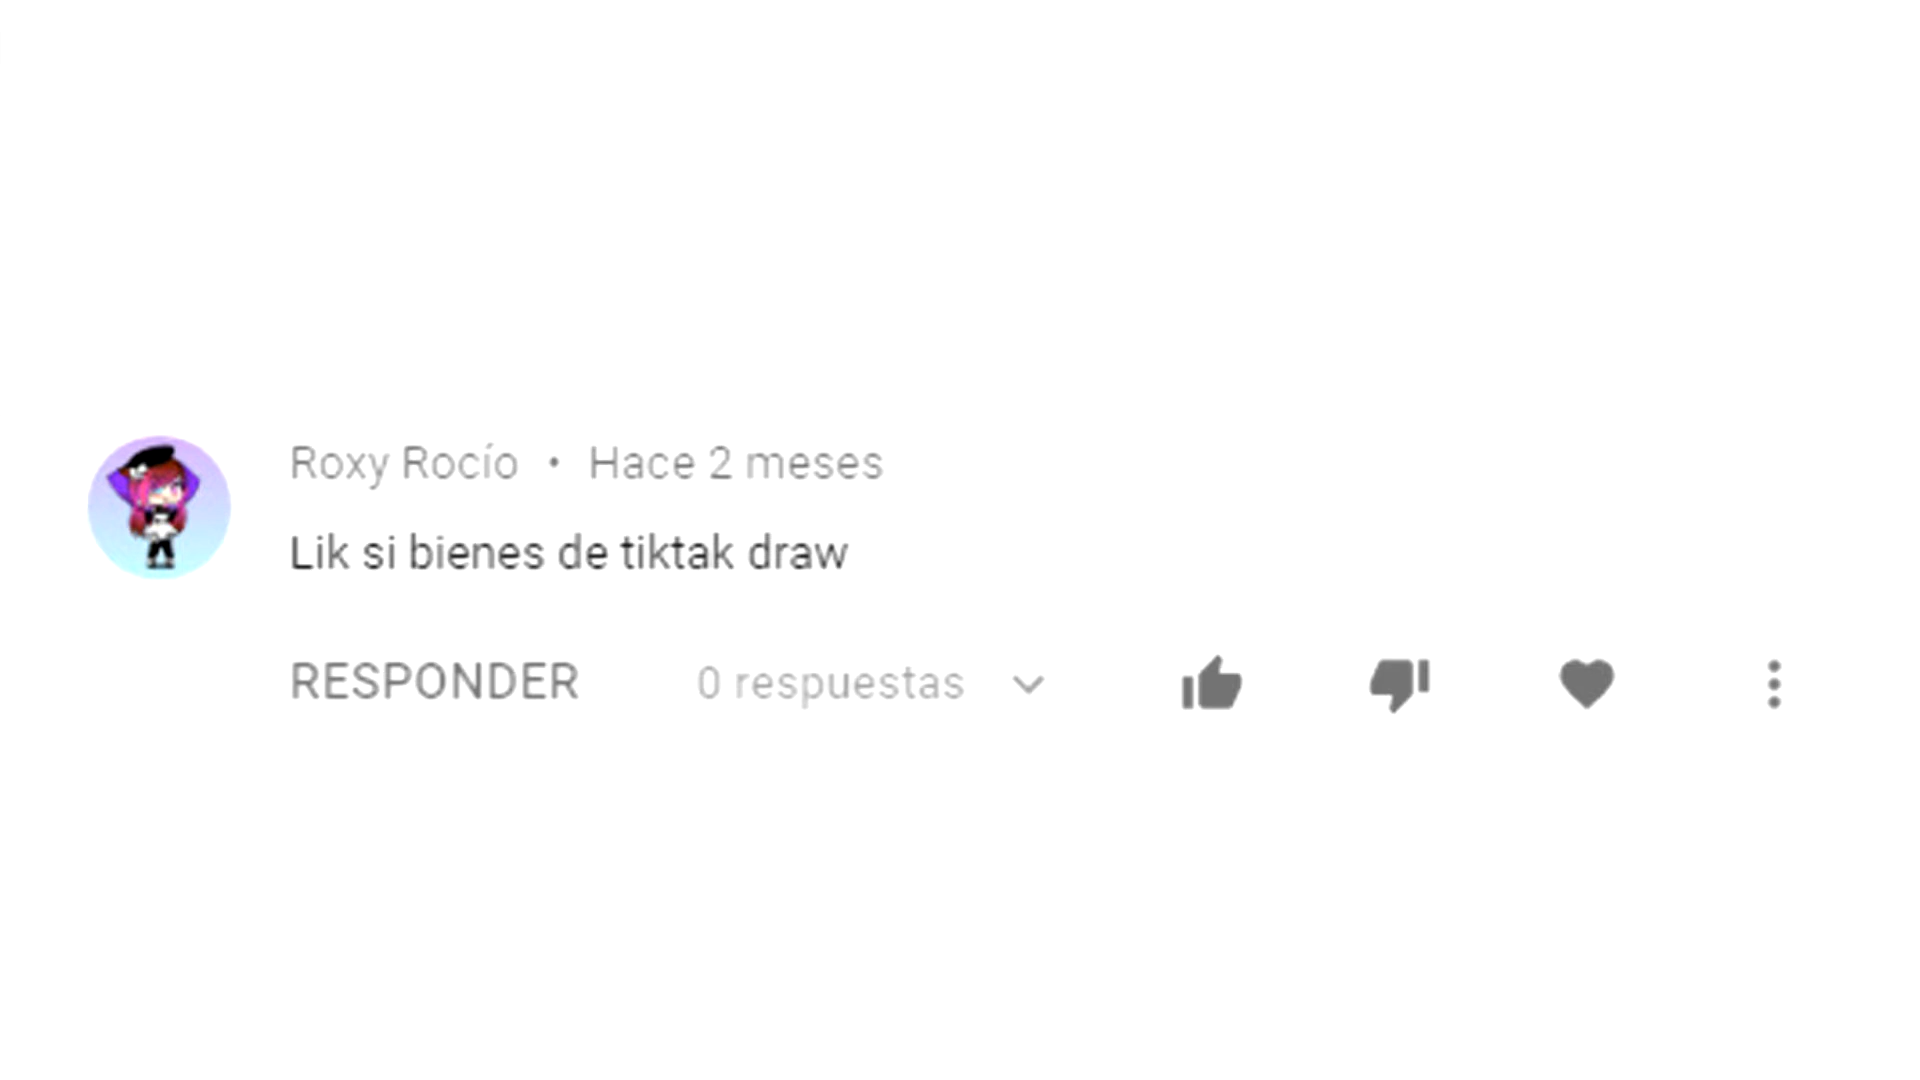 Roxy Rocío • Hace 2 meses
Lik si bienes de tiktak draw
RESPONDER 0 respuestas